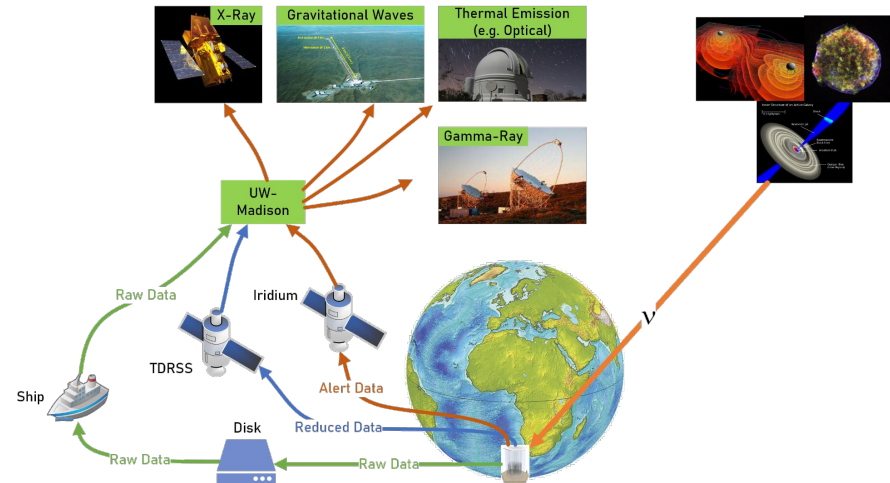 X-Ray
Gravitational Waves
Thermal Emission
(e.g. Optical)
Gamma-Ray
UW-
Madison
Raw Data
Iridium
TDRSS
ν
Ship
Alert Data
Disk
Reduced Data
Raw Data
Raw Data